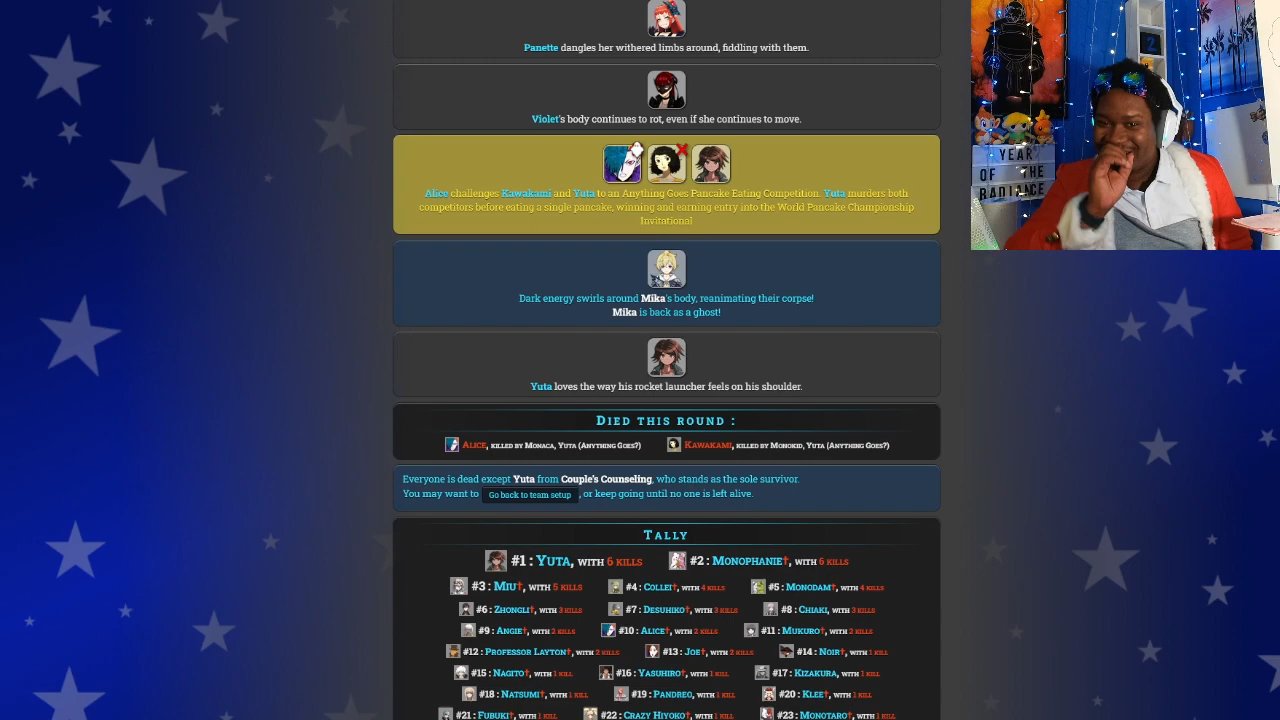 Panette dangles her withered limbs around, fiddling with them.
Violet's body continues to rot, even if she continues to move.
Alice challenges Kawakami and Yuta to an Anything Goes Pancake Eating Competition. Yuta murders both
competitors before eating a single pancake, winning and earning entry into the World Pancake Championship
Invitational
Dark energy swirls around Mika's body, reanimating their corpse!
Mika is back as a ghost!
Yuta loves the way his rocket launcher feels on his shoulder.
Died this round :
Alice, killed by Monaca, Yuta (Anything Goes?) Kawakami, killed by Monokid, Yuta (Anything Goes?)
Everyone is dead except Yuta from Couple's Counseling, who stands as the sole survivor.
You may want to Go back to team setup, or keep going until no one is left alive.
Tally
#1 : Yuta, with 6 kills #2 : Monophanie†, with 6 kills
#3 : Miu†, with 5 kills #4 : Collei†, with 4 kills #5 : Monodam†, with 4 kills
#6 : Zhongli†, with 3 kills #7 : Desuhiko†, with 3 kills #8 : Chiaki, with 3 kills
#9 : Angie†, with 2 kills #10 : Alice†, with 2 kills #11 : Mukuro†, with 2 kills
#12 : Professor Layton†, with 2 kills #13 : Joe†, with 2 kills #14 : Noir†, with 1 kill
#15 : Nagito†, with 1 kill #16 : Yasuhiro†, with 1 kill #17 : Kizakura, with 1 kill
#18 : Natsumi†, with 1 kill #19 : Pandreo, with 1 kill #20 : Klee†, with 1 kill
#21 : Fubuki†, with 1 kill #22 : Crazy Hiyoko†, with 1 kill #23 : Monotaro†, with 1 kill
2
YEAR
OF THE
RADIANCE